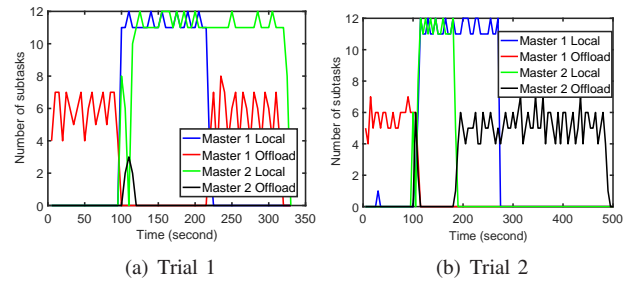 12
10
8
6
4
2
0
Number of subtasks
Master 1 Local
Master 1 Offload
Master 2 Local
Master 2 Offload
0 50 100 150 200 250 300 350
Time (second)
(a) Trial 1
12
10
8
6
4
2
0
Number of subtasks
Master 1 Local
Master 1 Offload
Master 2 Local
Master 2 Offload
0 100 200 300 400 500
Time (second)
(b) Trial 2